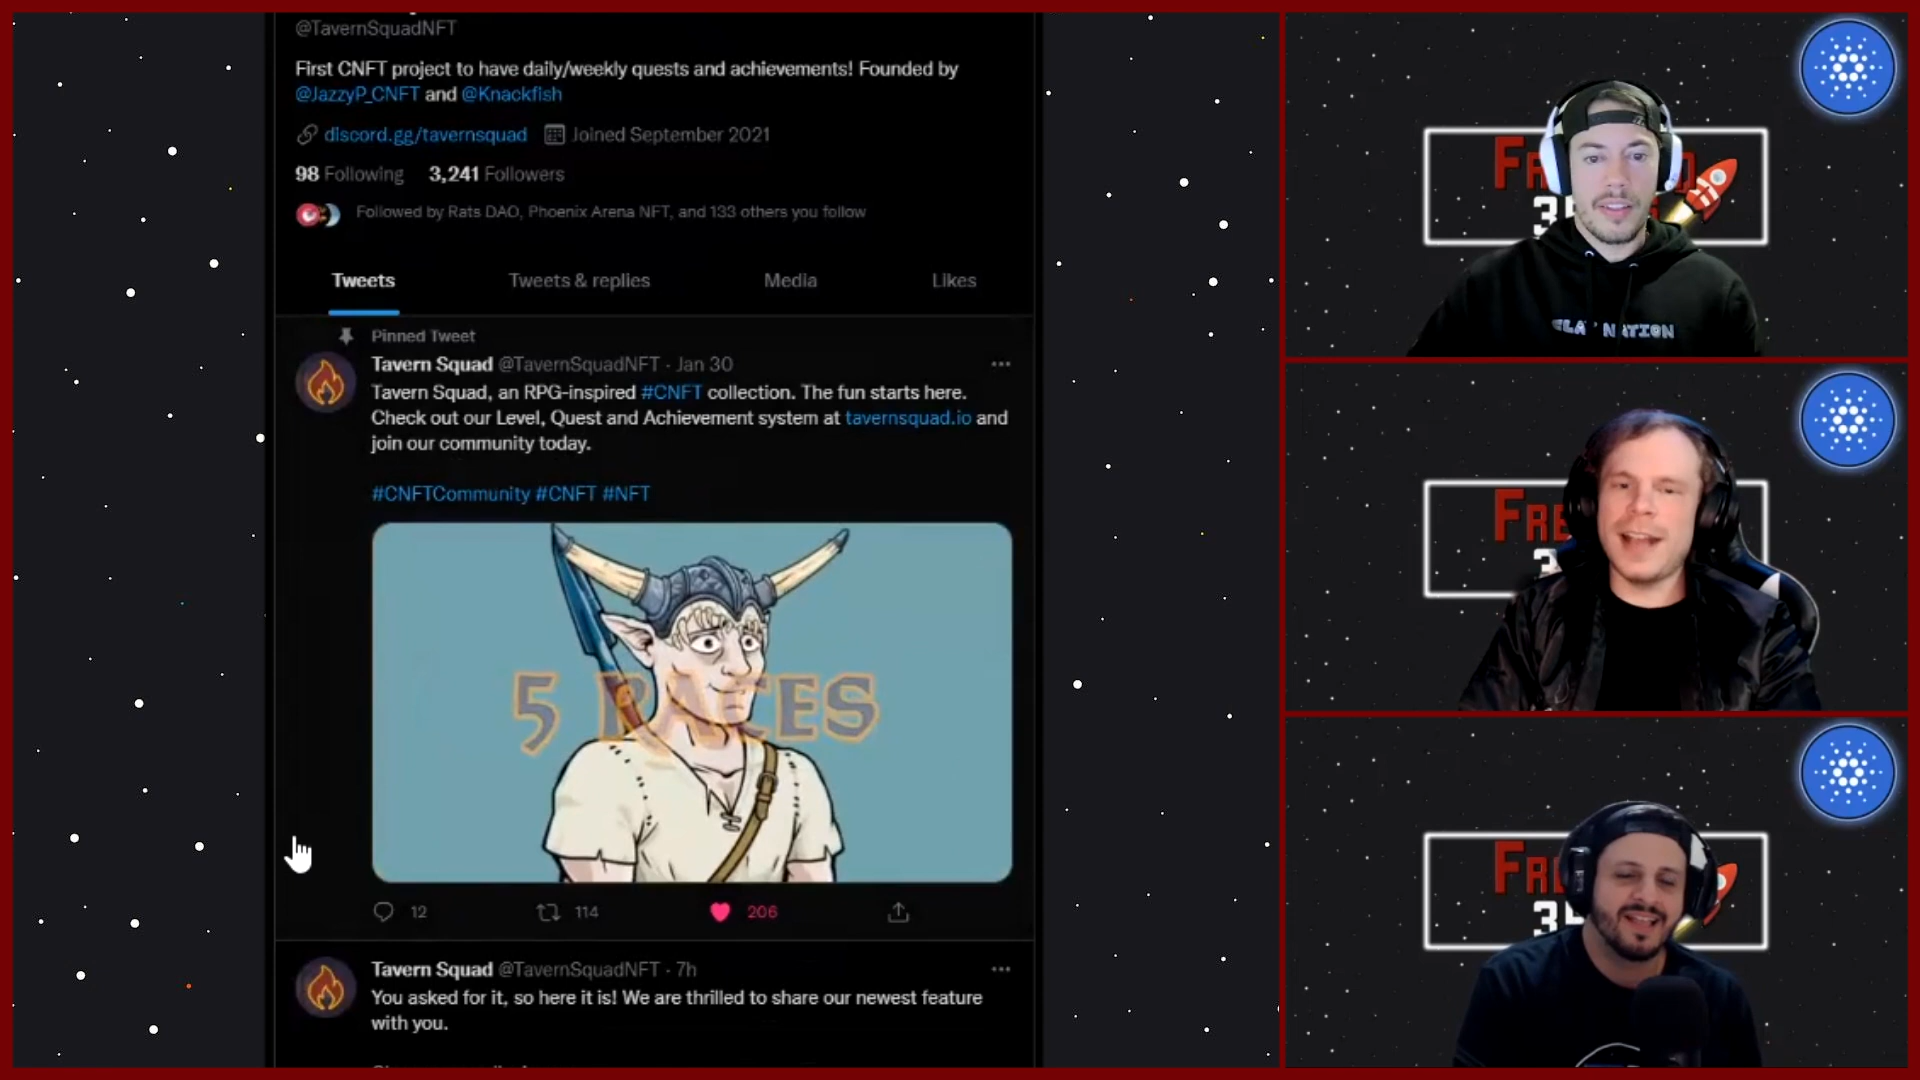 @TavernSquadNFT
First CNFT project to have daily/weekly quests and achievements! Founded by
@JazzyP_CNFT and @Knackfish
discord.gg/tavernsquad Joined September 2021
98 Following 3,241 Followers
Followed by Rats DAO, Phoenix Arena NFT, and 133 others you follow
Tweets Tweets & replies Media Likes
Pinned Tweet
Tavern Squad @TavernSquadNFT · Jan 30
Tavern Squad, an RPG-inspired #CNFT collection. The fun starts here.
Check out our Level, Quest and Achievement system at tavernsquad.io and
join our community today.
#CNFTCommunity #CNFT #NFT
5 RACES
12 114 206
Tavern Squad @TavernSquadNFT · 7h
You asked for it, so here it is! We are thrilled to share our newest feature
with you.